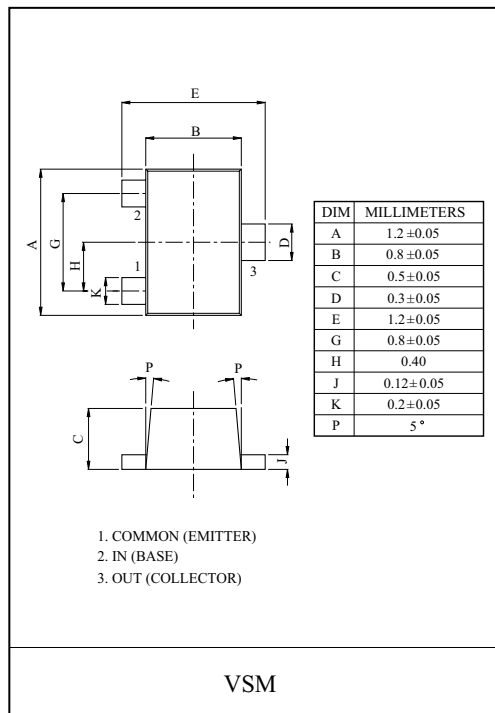 E
B
A
G
H
K
2
1
3
D
DIM MILLIMETERS
A 1.2±0.05
B 0.8±0.05
C 0.5±0.05
D 0.3±0.05
E 1.2±0.05
G 0.8±0.05
H 0.40
J 0.12±0.05
K 0.2±0.05
P 5°
P P
C
J
1. COMMON (EMITTER)
2. IN (BASE)
3. OUT (COLLECTOR)
VSM